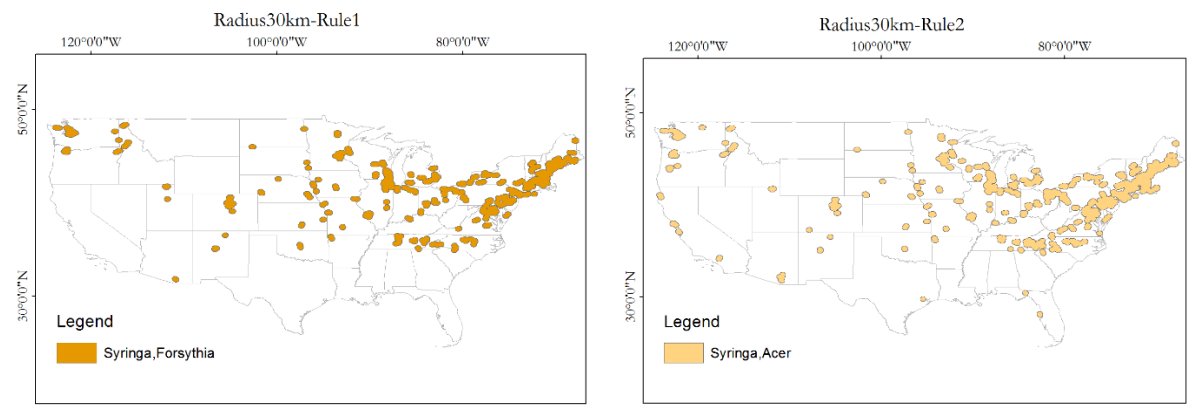 Radius30km-Rule1
120°0'0"W 100°0'0"W 80°0'0"W
50°0'0"N
30°0'0"N
Legend
Syringa,Forsythia
Radius30km-Rule2
120°0'0"W 100°0'0"W 80°0'0"W
50°0'0"N
30°0'0"N
Legend
Syringa,Acer